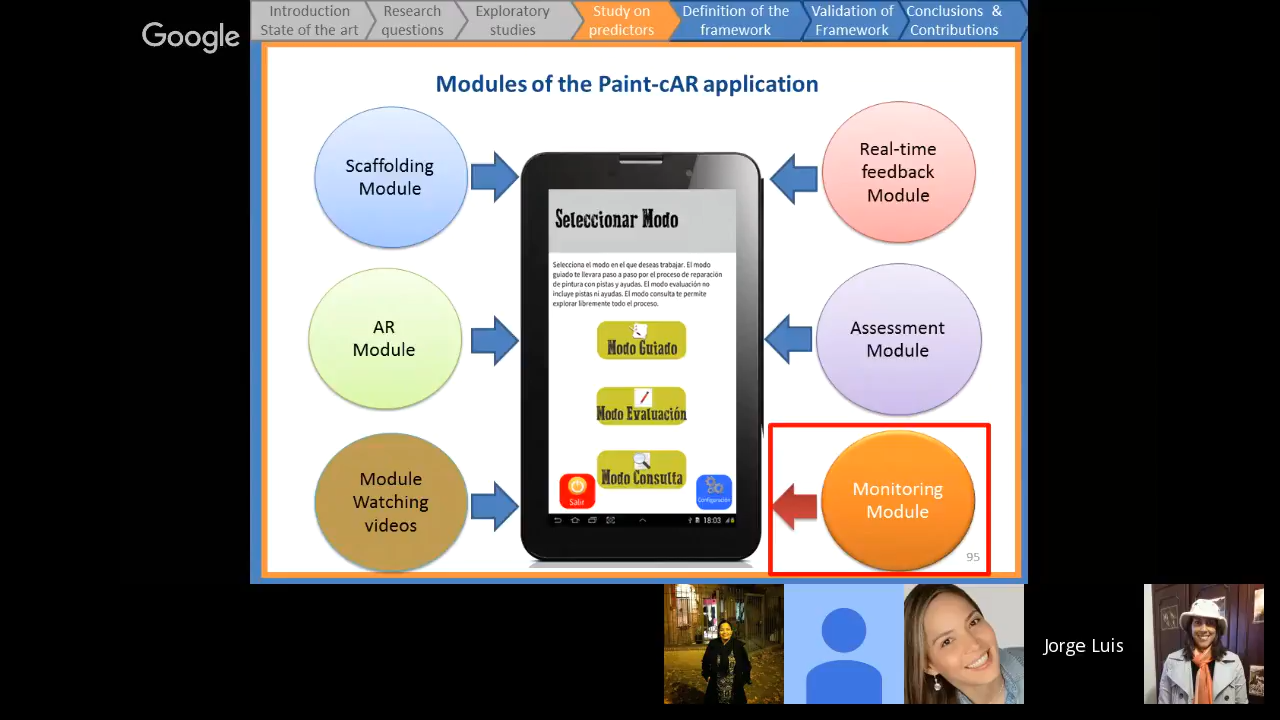 Google
Introduction
State of the art
Research
questions
Exploratory
studies
Study on
predictors
Definition of the
framework
Validation of
Framework
Conclusions &
Contributions
Modules of the Paint-cAR application
Scaffolding
Module
AR
Module
Module
Watching
videos
Seleccionar Modo
Selecciona el modo en el que deseas trabajar. El modo
guiado te llevara paso a paso por el proceso de reparación
de pintura con pistas y ayudas. El modo evaluación no
incluye pistas ni ayudas. El modo consulta te permite
explorar libremente todo el proceso.
Modo Guiado
Modo Evaluación
Modo Consulta
Salir
Configuración
18:03
Real-time
feedback
Module
Assessment
Module
Monitoring
Module
95
Jorge Luis